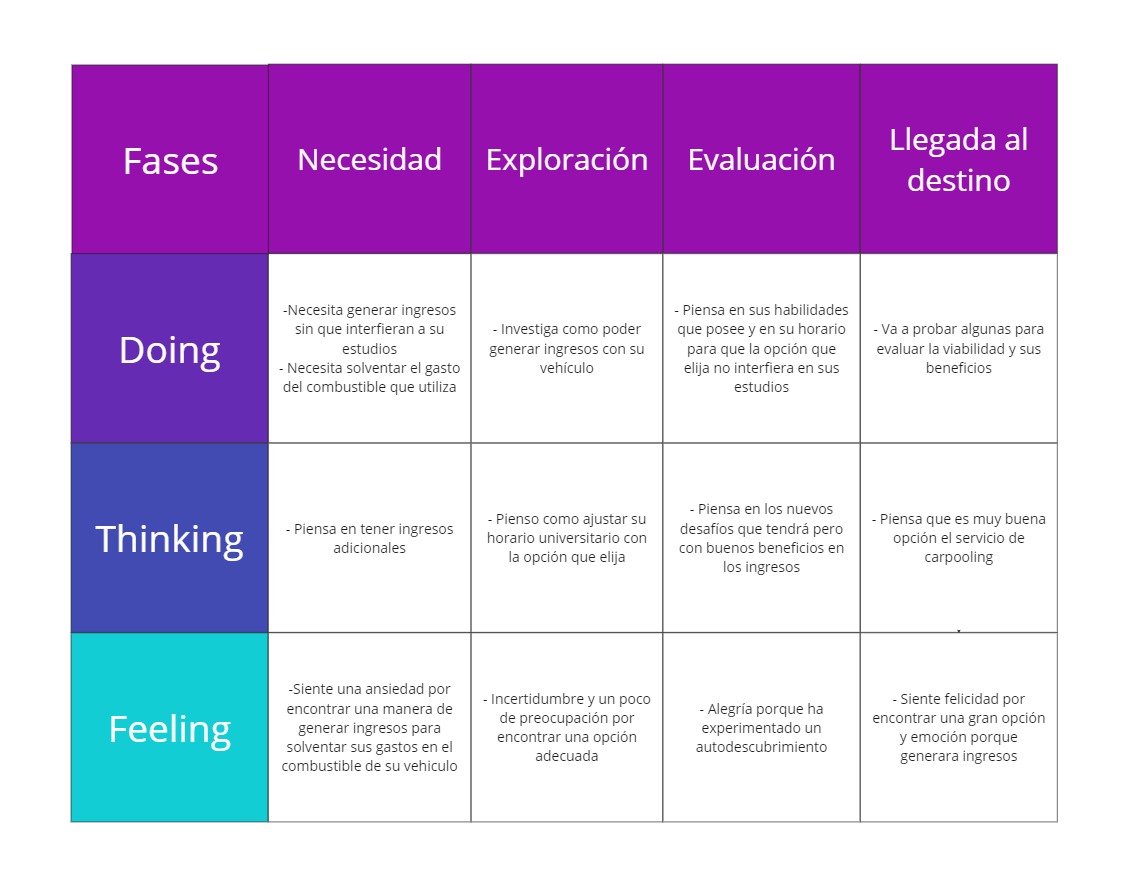 Fases
Necesidad
Exploración
Evaluación
Llegada al
destino
Doing
-Necesita generar ingresos
sin que interfieran a su
estudios
- Necesita solventar el gasto
del combustible que utiliza
- Investiga como poder
generar ingresos con su
vehículo
- Piensa en sus habilidades
que posee y en su horario
para que la opción que
elija no interfiera en sus
estudios
- Va a probar algunas para
evaluar la viabilidad y sus
beneficios
Thinking
- Piensa en tener ingresos
adicionales
- Pienso como ajustar su
horario universitario con
la opción que elija
- Piensa en los nuevos
desafíos que tendrá pero
con buenos beneficios en
los ingresos
- Piensa que es muy buena
opción el servicio de
carpooling
Feeling
-Siente una ansiedad por
encontrar una manera de
generar ingresos para
solventar sus gastos en el
combustible de su vehiculo
- Incertidumbre y un poco
de preocupación por
encontrar una opción
adecuada
- Alegría porque ha
experimentado un
autodescubrimiento
- Siente felicidad por
encontrar una gran opción
y emoción porque
generara ingresos